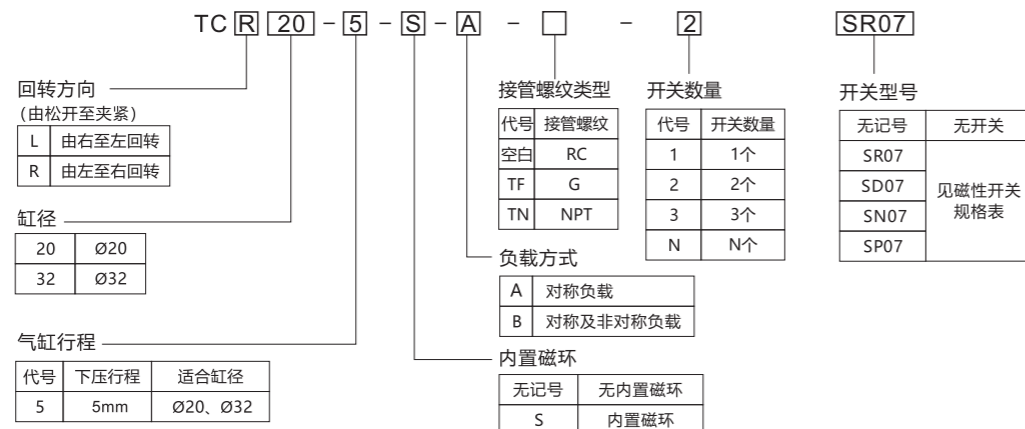 TC R 20 - 5 - S - A - □ - 2 SR07
回转方向
(由松开至夹紧)
L 由右至左回转
R 由左至右回转
缸径
20 Ø20
32 Ø32
气缸行程
代号 下压行程 适合缸径
5 5mm Ø20、Ø32
接管螺纹类型
代号 接管螺纹
空白 RC
TF G
TN NPT
负载方式
A 对称负载
B 对称及非对称负载
内置磁环
无记号 无内置磁环
S 内置磁环
开关数量
代号 开关数量
1 1个
2 2个
3 3个
N N个
开关型号
无记号 无开关
SR07
SD07
SN07
SP07
见磁性开关
规格表